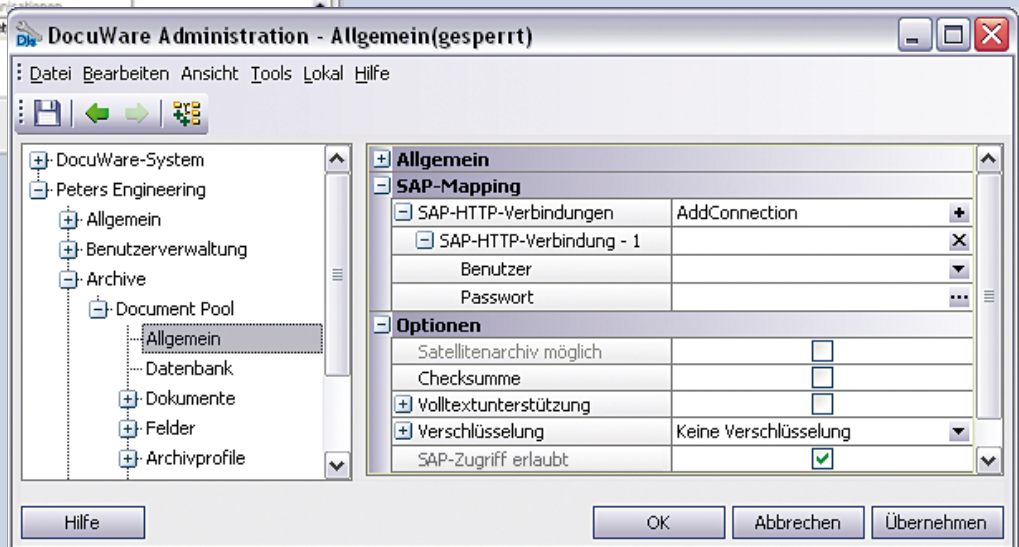 DocuWare Administration - Allgemein(gesperrt)
Datei Bearbeiten Ansicht Tools Lokal Hilfe
DocuWare-System
Peters Engineering
Allgemein
Benutzerverwaltung
Archive
Document Pool
Allgemein
Datenbank
Dokumente
Felder
Archivprofile
Allgemein
SAP-Mapping
SAP-HTTP-Verbindungen AddConnection
SAP-HTTP-Verbindung - 1
Benutzer
Passwort
Optionen
Satellitenarchiv möglich
Checksumme
Volltextunterstützung
Verschlüsselung Keine Verschlüsselung
SAP-Zugriff erlaubt
Hilfe OK Abbrechen Übernehmen